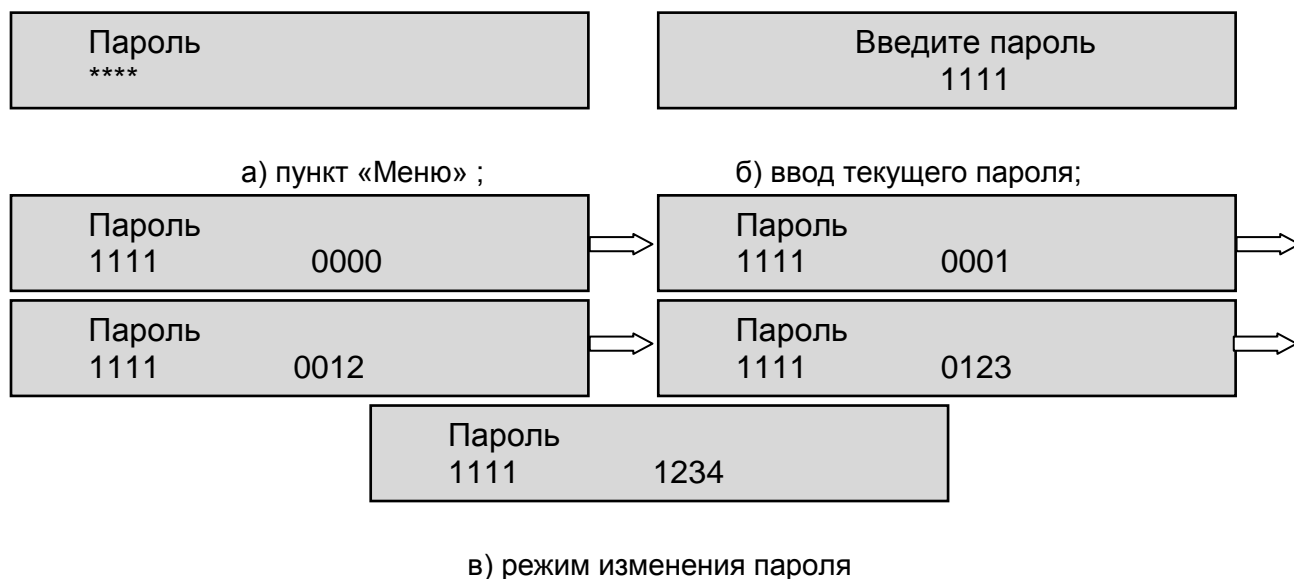 Пароль
****
Введите пароль
1111
а) пункт «Меню» ;
б) ввод текущего пароля;
Пароль
1111 0000
Пароль
1111 0001
Пароль
1111 0012
Пароль
1111 0123
Пароль
1111 1234
в) режим изменения пароля